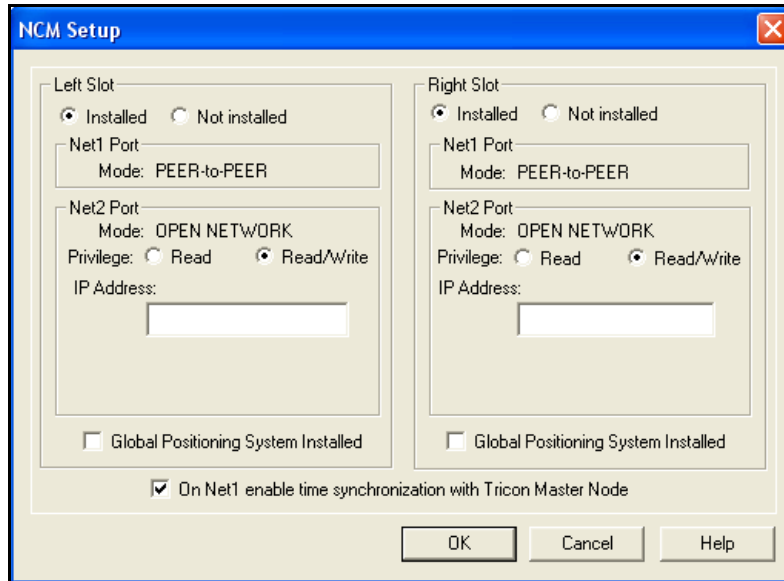 NCM Setup
Left Slot
Installed Not installed
Net1 Port
Mode: PEER-to-PEER
Net2 Port
Mode: OPEN NETWORK
Privilege: Read Read/Write
IP Address:
Global Positioning System Installed
Right Slot
Installed Not installed
Net1 Port
Mode: PEER-to-PEER
Net2 Port
Mode: OPEN NETWORK
Privilege: Read Read/Write
IP Address:
Global Positioning System Installed
On Net1 enable time synchronization with Tricon Master Node
OK Cancel Help